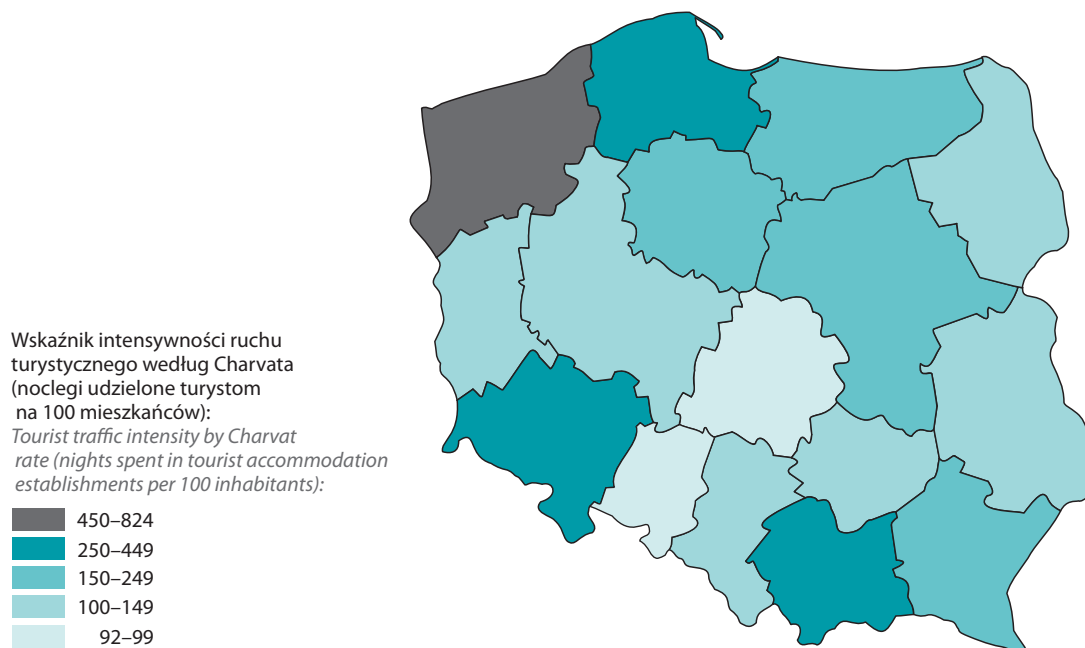 Wskaźnik intensywności ruchu
turystycznego według Charvata
(noclegi udzielone turystom
na 100 mieszkańców):
Tourist traffic intensity by Charvat
rate (nights spent in tourist accommodation
establishments per 100 inhabitants):
450–824
250–449
150–249
100–149
92–99